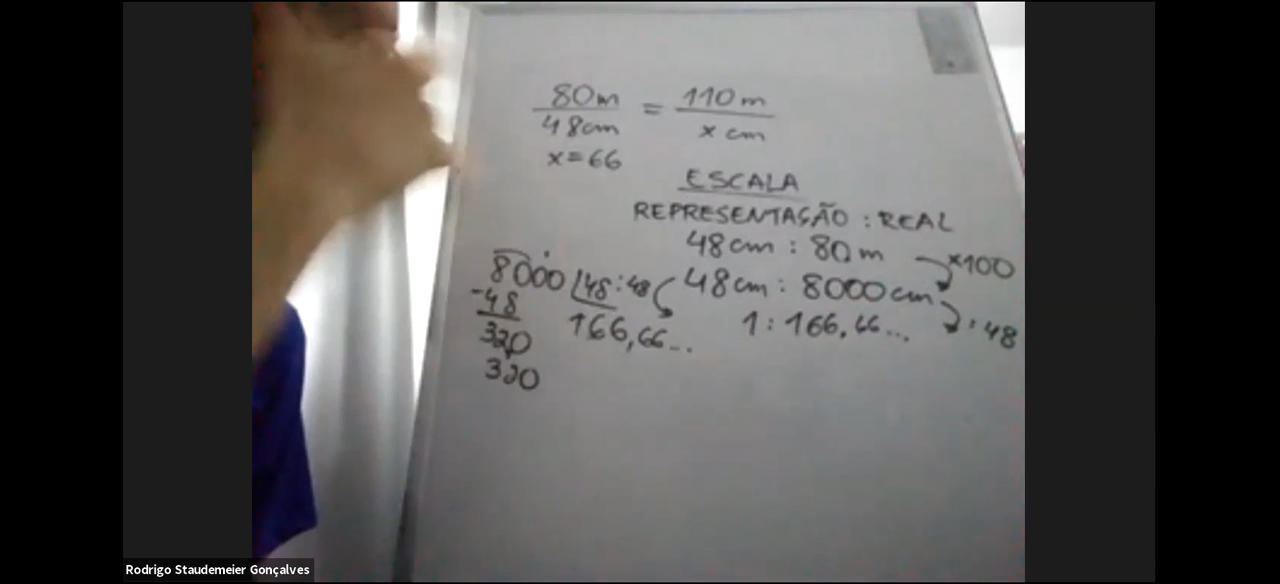 80m = 110m
48cm x cm
x=66
ESCALA
REPRESENTAÇÃO : REAL
48cm : 80m
×100
8000 48 :48 48cm : 8000cm
-48 166,66... 1 : 166,66... : 48
320
320
Rodrigo Staudemeier Gonçalves